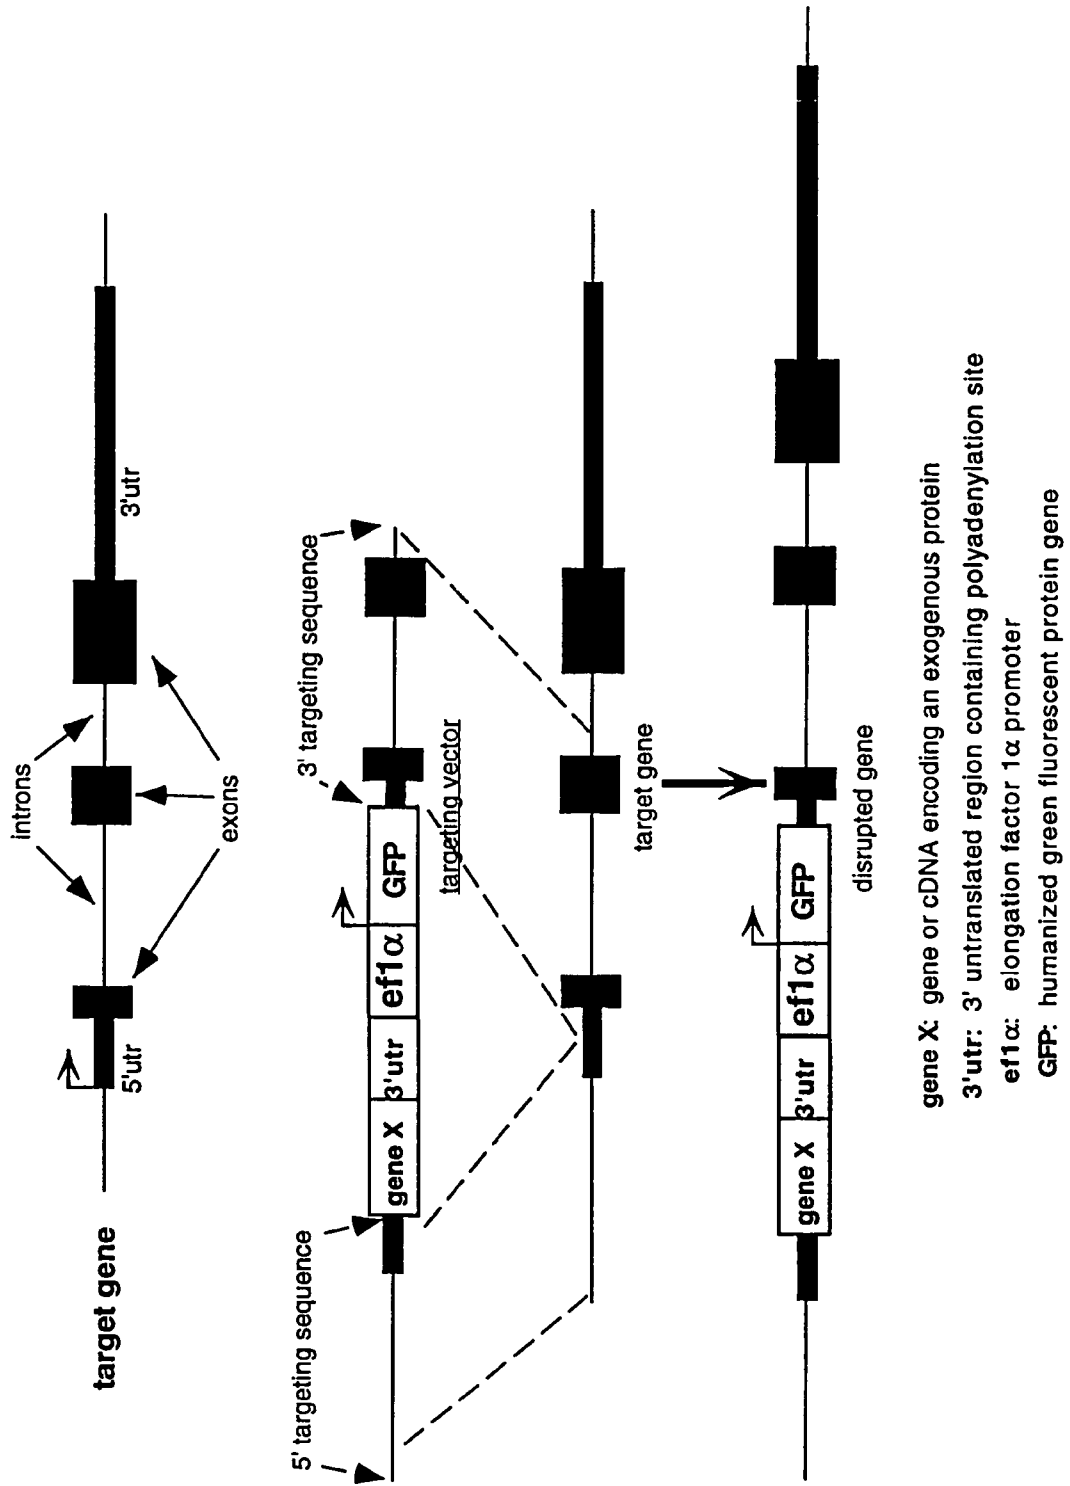 target gene
introns
exons
5'utr
3'utr
5' targeting sequence
3' targeting sequence
gene X
3'utr
ef1α
GFP
targeting vector
target gene
gene X
3'utr
ef1α
GFP
disrupted gene
gene X: gene or cDNA encoding an exogenous protein
3'utr: 3' untranslated region containing polyadenylation site
ef1α: elongation factor 1α promoter
GFP: humanized green fluorescent protein gene